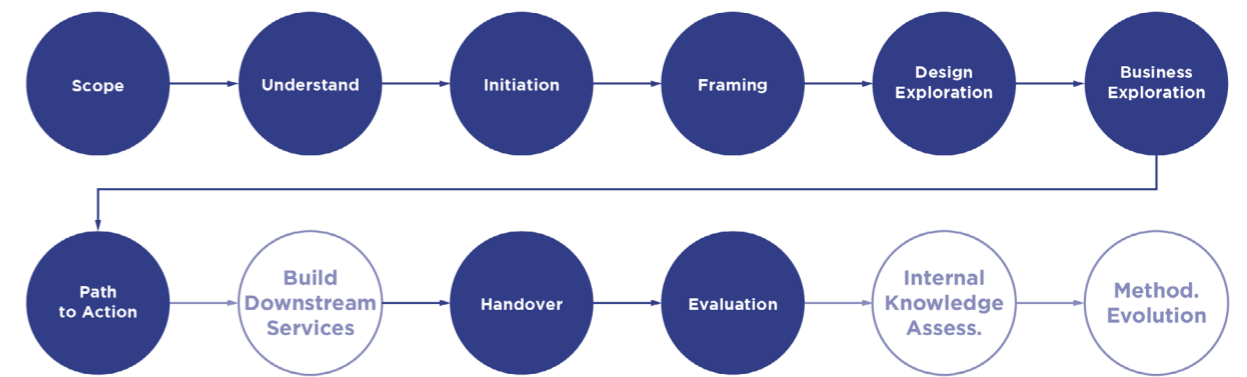 Scope
Understand
Initiation
Framing
Design
Exploration
Business
Exploration
Path
to Action
Build
Downstream
Services
Handover
Evaluation
Internal
Knowledge
Assess.
Method.
Evolution